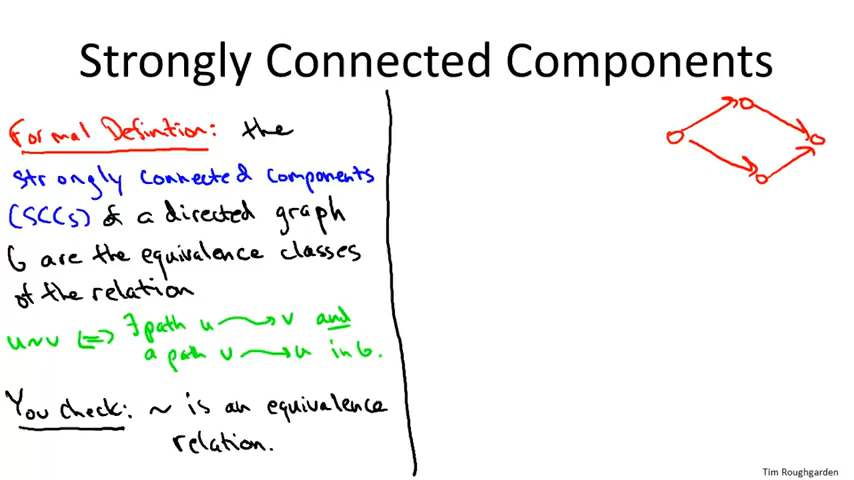 Strongly Connected Components
Formal Definition: the
strongly connected components
(SCCs) of a directed graph
G are the equivalence classes
of the relation
u~v <=> ∃ path u ⟿ v and
a path v ⟿ u in G.
You check: ~ is an equivalence
relation.
Tim Roughgarden